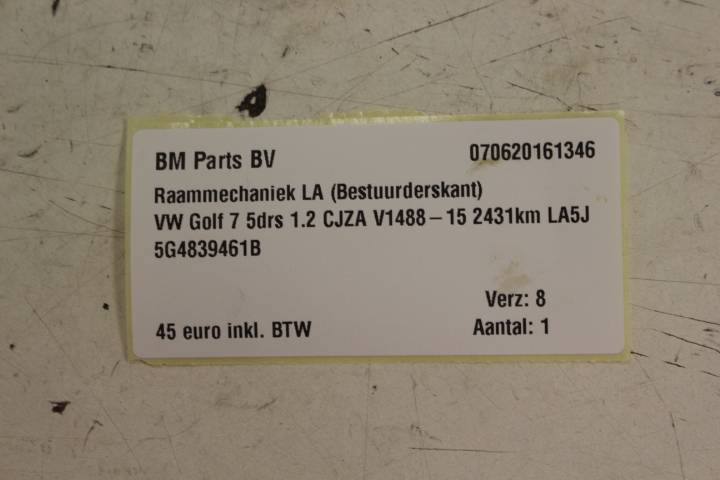 BM Parts BV 070620161346
Raammechaniek LA (Bestuurderskant)
VW Golf 7 5drs 1.2 CJZA V1488-15 2431km LA5J
5G4839461B
Verz: 8
45 euro inkl. BTW Aantal: 1